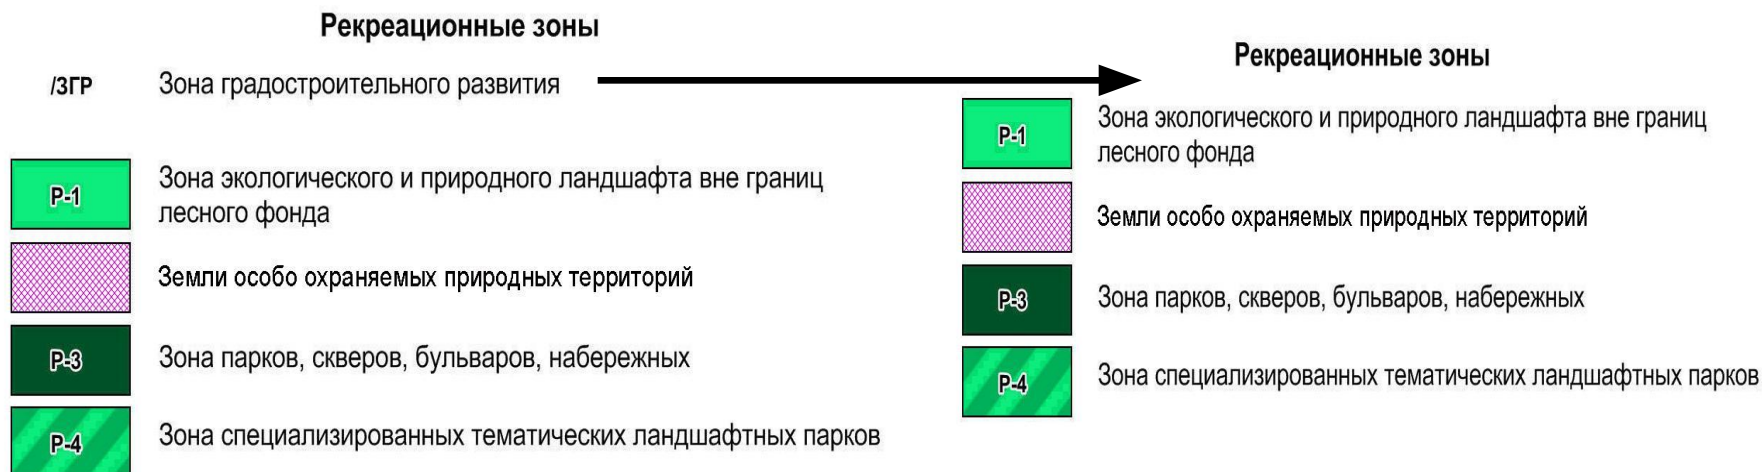 Рекреационные зоны
/ЗГР Зона градостроительного развития
Р-1 Зона экологического и природного ландшафта вне границ
лесного фонда
Земли особо охраняемых природных территорий
Р-3 Зона парков, скверов, бульваров, набережных
Р-4 Зона специализированных тематических ландшафтных парков
Рекреационные зоны
Р-1 Зона экологического и природного ландшафта вне границ
лесного фонда
Земли особо охраняемых природных территорий
Р-3 Зона парков, скверов, бульваров, набережных
Р-4 Зона специализированных тематических ландшафтных парков